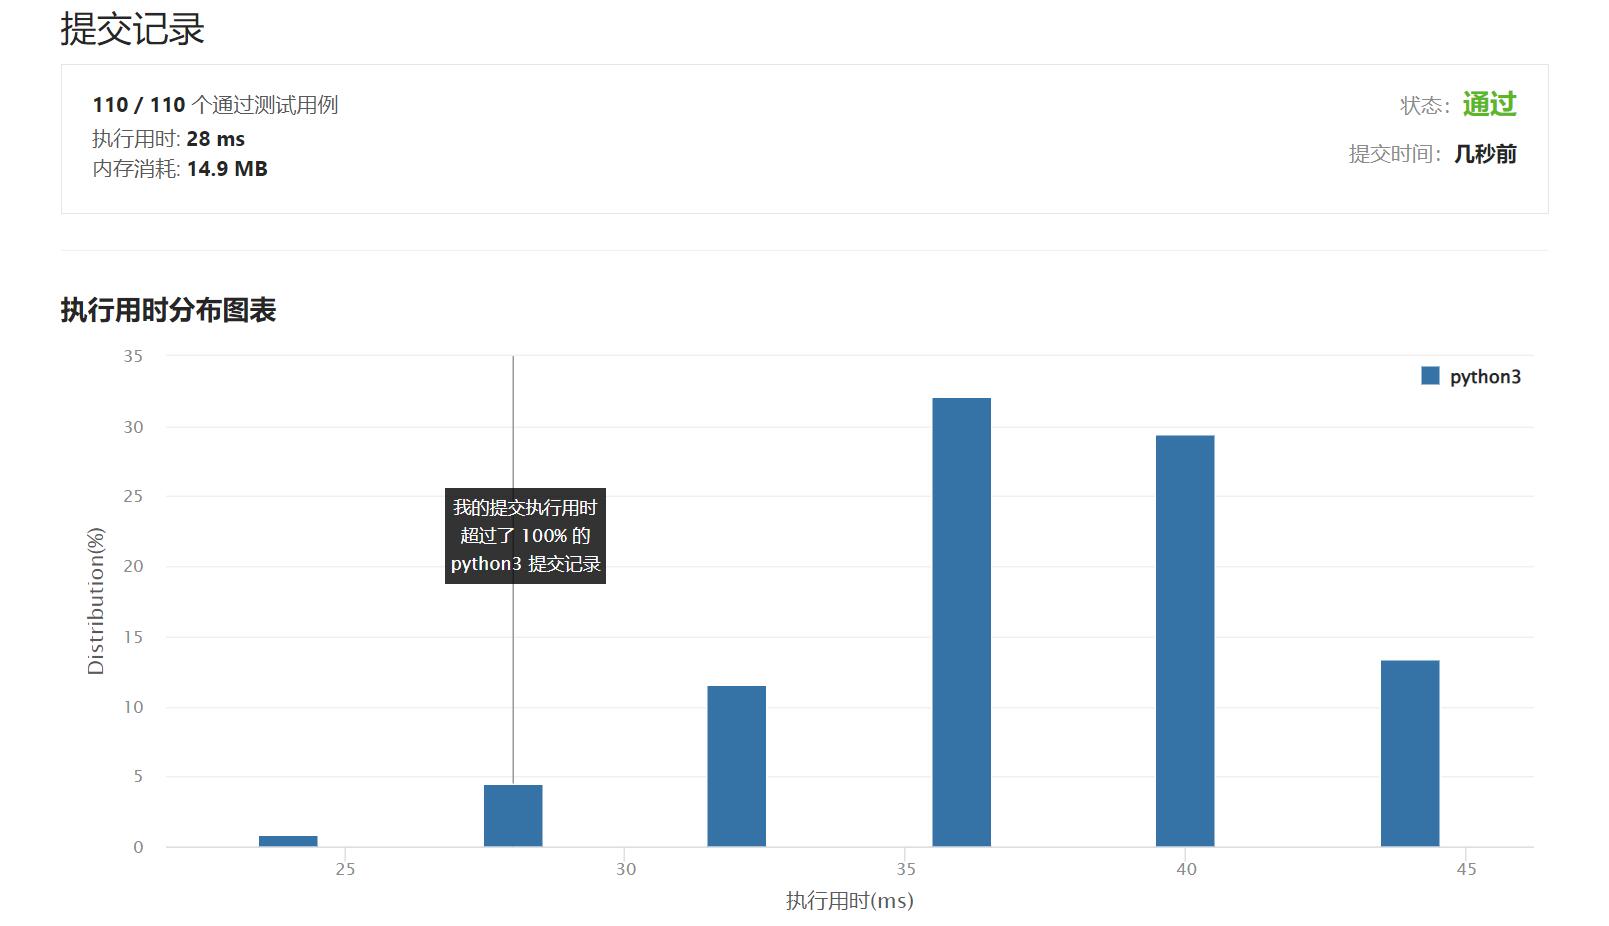 提交记录
110 / 110 个通过测试用例
状态：通过
执行用时: 28 ms
提交时间：几秒前
内存消耗: 14.9 MB
执行用时分布图表
35
python3
30
25
我的提交执行用时
超过了 100% 的
python3 提交记录
Distribution(%)
20
15
10
5
0
25 30 35 40 45
执行用时(ms)